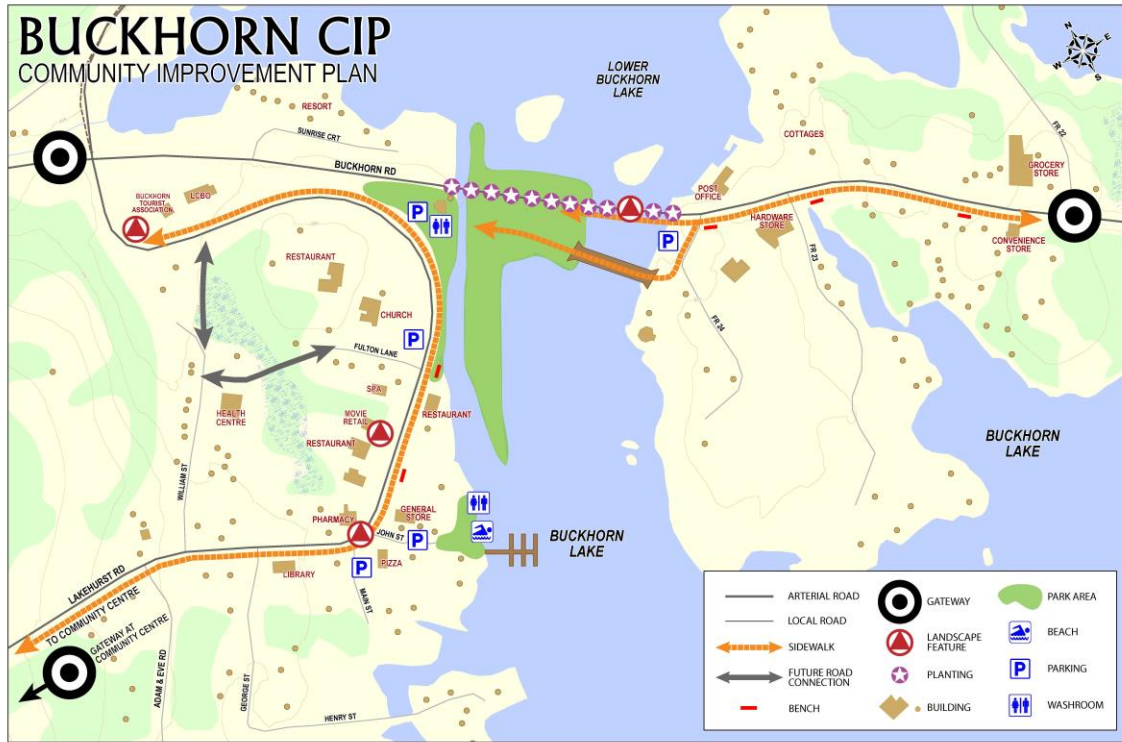 BUCKHORN CIP
COMMUNITY IMPROVEMENT PLAN
LOWER
BUCKHORN
LAKE
N
E
W
S
RESORT
SUNRISE CRT
BUCKHORN RD
COTTAGES
FR 22
GROCERY
STORE
BUCKHORN
TOURIST
ASSOCIATION
LCBO
P
POST
OFFICE
HARDWARE
STORE
P
CONVENIENCE
STORE
FR 23
RESTAURANT
CHURCH
P
FULTON LANE
FR 24
SPA
HEALTH
CENTRE
MOVIE
RETAIL
RESTAURANT
RESTAURANT
WILLIAM ST
BUCKHORN
LAKE
PHARMACY
GENERAL
STORE
JOHN ST
P
BUCKHORN
LAKE
P
PIZZA
LIBRARY
MAIN ST
LAKEHURST RD
TO COMMUNITY CENTRE
GATEWAY AT
COMMUNITY CENTRE
ADAM & EVE RD
GEORGE ST
HENRY ST
ARTERIAL ROAD
LOCAL ROAD
SIDEWALK
FUTURE ROAD
CONNECTION
BENCH
GATEWAY
LANDSCAPE
FEATURE
PLANTING
BUILDING
PARK AREA
BEACH
P
PARKING
WASHROOM